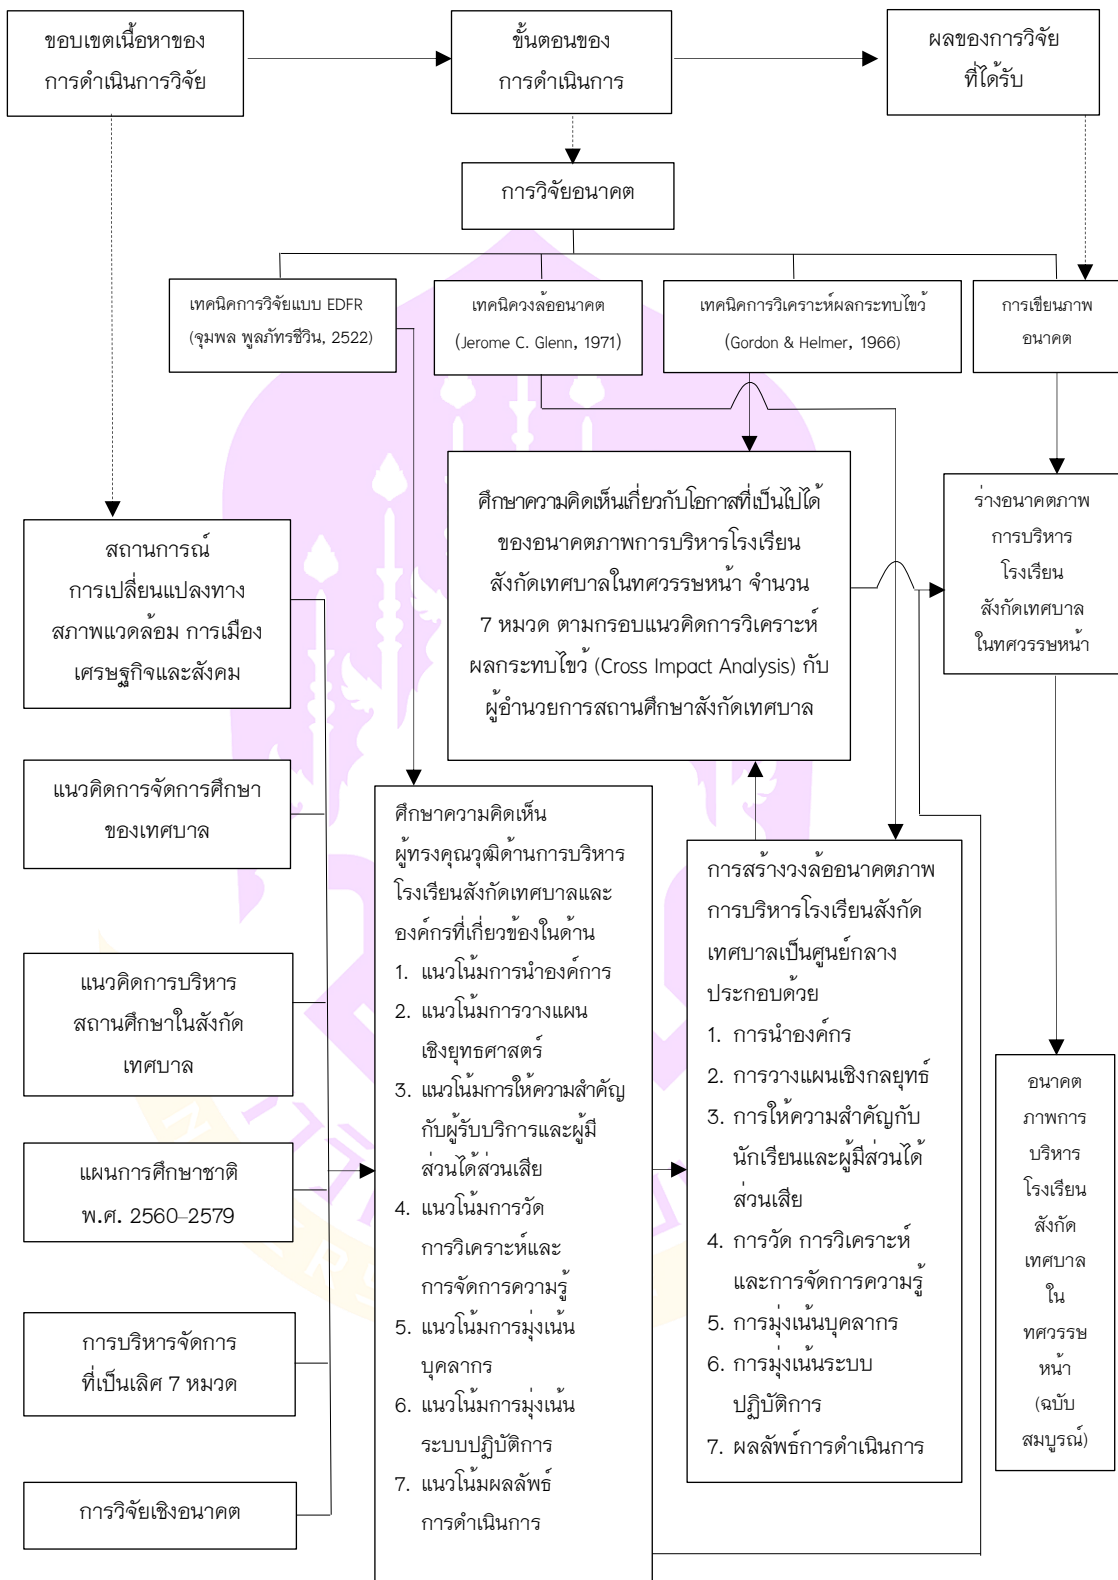 ขอบเขตเนื้อหาของ
การดำเนินการวิจัย
ขั้นตอนของ
การดำเนินการ
ผลของการวิจัย
ที่ได้รับ
การวิจัยอนาคต
เทคนิคการวิจัยแบบ EDFR
(จุมพล พูลภัทรชีวิน, 2522)
เทคนิควงล้ออนาคต
(Jerome C. Glenn, 1971)
เทคนิคการวิเคราะห์ผลกระทบไขว้
(Gordon & Helmer, 1966)
การเขียนภาพ
อนาคต
สถานการณ์
การเปลี่ยนแปลงทาง
สภาพแวดล้อม การเมือง
เศรษฐกิจและสังคม
แนวคิดการจัดการศึกษา
ของเทศบาล
แนวคิดการบริหาร
สถานศึกษาในสังกัด
เทศบาล
แผนการศึกษาชาติ
พ.ศ. 2560–2579
การบริหารจัดการ
ที่เป็นเลิศ 7 หมวด
การวิจัยเชิงอนาคต
ศึกษาความคิดเห็น
ผู้ทรงคุณวุฒิด้านการบริหาร
โรงเรียนสังกัดเทศบาลและ
องค์กรที่เกี่ยวข้องในด้าน
1. แนวโน้มการนำองค์การ
2. แนวโน้มการวางแผน
เชิงยุทธศาสตร์
3. แนวโน้มการให้ความสำคัญ
กับผู้รับบริการและผู้มี
ส่วนได้ส่วนเสีย
4. แนวโน้มการวัด
การวิเคราะห์และ
การจัดการความรู้
5. แนวโน้มการมุ่งเน้น
บุคลากร
6. แนวโน้มการมุ่งเน้น
ระบบปฏิบัติการ
7. แนวโน้มผลลัพธ์
การดำเนินการ
ศึกษาความคิดเห็นเกี่ยวกับโอกาสที่เป็นไปได้
ของอนาคตภาพการบริหารโรงเรียน
สังกัดเทศบาลในทศวรรษหน้า จำนวน
7 หมวด ตามกรอบแนวคิดการวิเคราะห์
ผลกระทบไขว้ (Cross Impact Analysis) กับ
ผู้อำนวยการสถานศึกษาสังกัดเทศบาล
การสร้างวงล้ออนาคตภาพ
การบริหารโรงเรียนสังกัด
เทศบาลเป็นศูนย์กลาง
ประกอบด้วย
1. การนำองค์กร
2. การวางแผนเชิงกลยุทธ์
3. การให้ความสำคัญกับ
นักเรียนและผู้มีส่วนได้
ส่วนเสีย
4. การวัด การวิเคราะห์
และการจัดการความรู้
5. การมุ่งเน้นบุคลากร
6. การมุ่งเน้นระบบ
ปฏิบัติการ
7. ผลลัพธ์การดำเนินการ
ร่างอนาคตภาพ
การบริหาร
โรงเรียน
สังกัดเทศบาล
ในทศวรรษหน้า
อนาคต
ภาพการ
บริหาร
โรงเรียน
สังกัด
เทศบาล
ใน
ทศวรรษ
หน้า
(ฉบับ
สมบูรณ์)